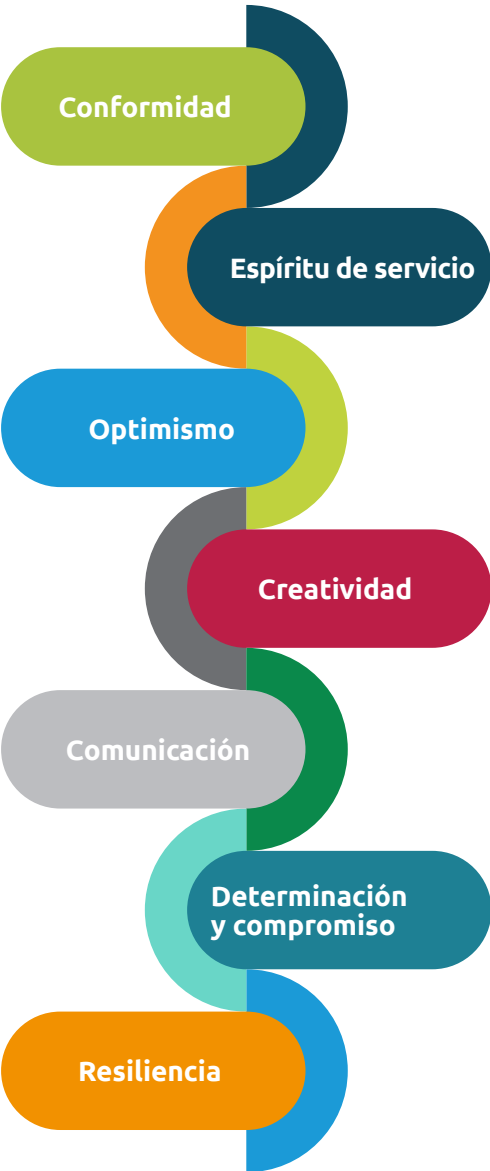 Conformidad
Espíritu de servicio
Optimismo
Creatividad
Comunicación
Determinación
y compromiso
Resiliencia